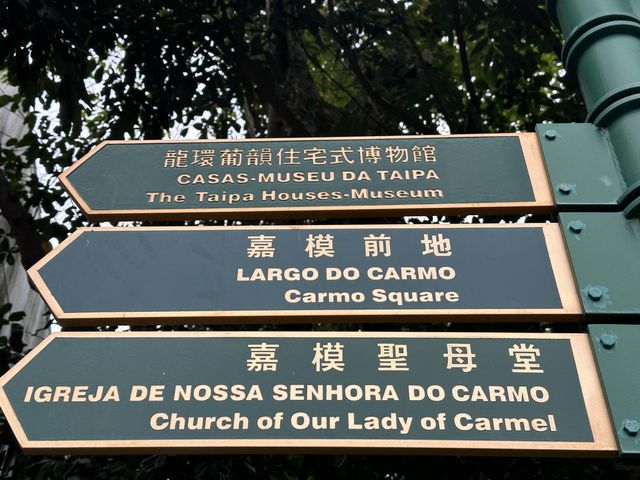 龍環葡韻住宅式博物館
CASAS-MUSEU DA TAIPA
The Taipa Houses-Museum
嘉模前地
LARGO DO CARMO
Carmo Square
嘉模聖母堂
IGREJA DE NOSSA SENHORA DO CARMO
Church of Our Lady of Carmel